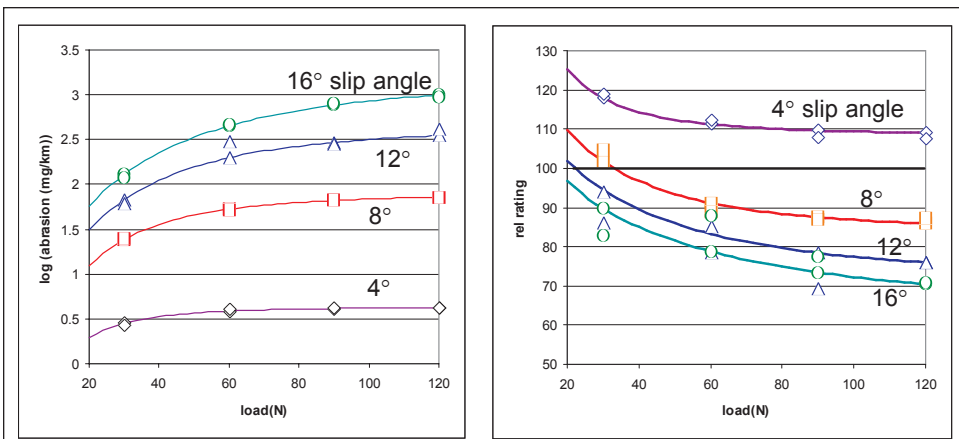 3.5
3
2.5
2
1.5
1
0.5
0
log (abrasion (mg/km))
16° slip angle
12°
8°
4°
20 40 60 80 100 120
load(N)
130
120
110
100
90
80
70
60
50
rel rating
4° slip angle
8°
12°
16°
20 40 60 80 100 120
load(N)